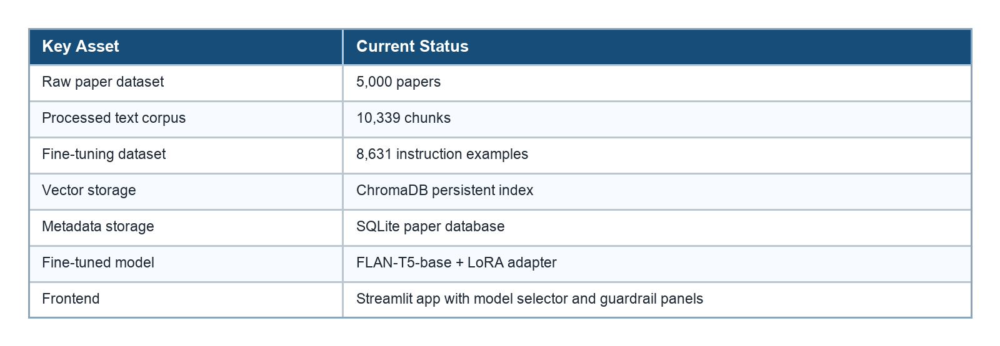 Key Asset Current Status
Raw paper dataset 5,000 papers
Processed text corpus 10,339 chunks
Fine-tuning dataset 8,631 instruction examples
Vector storage ChromaDB persistent index
Metadata storage SQLite paper database
Fine-tuned model FLAN-T5-base + LoRA adapter
Frontend Streamlit app with model selector and guardrail panels